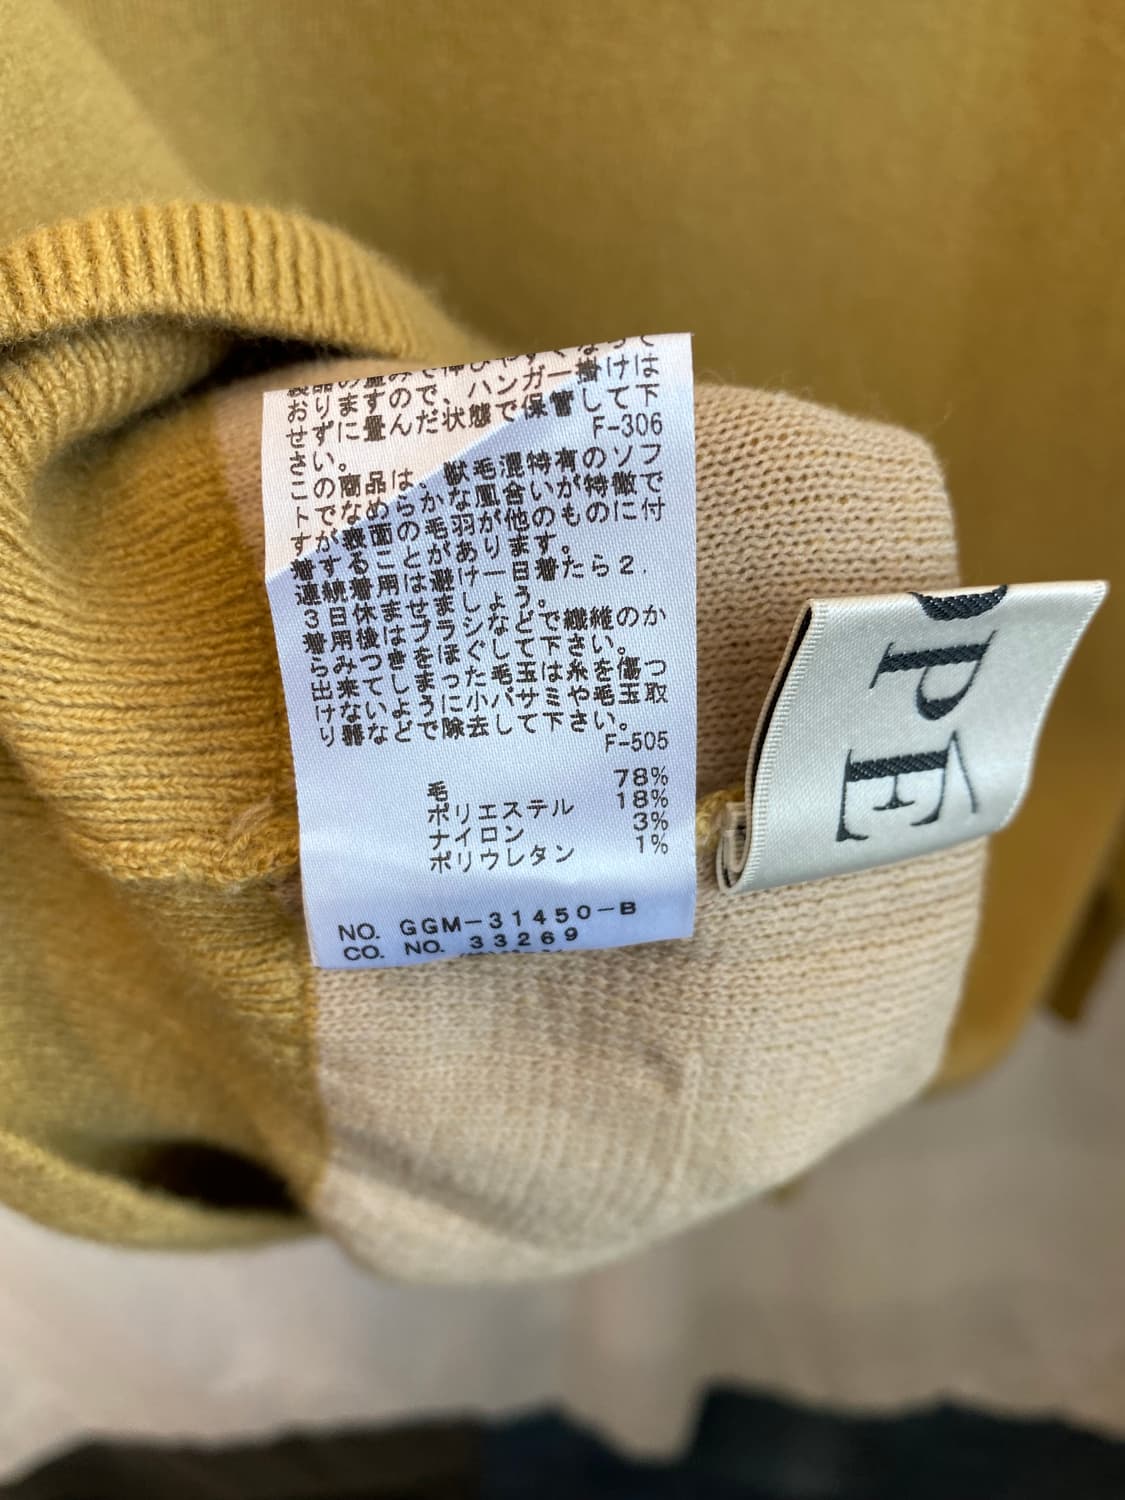 おりますので、ハンガー掛けは
せずに畳んだ状態で保管して下
さい。
F-306
この商品は、獣毛混特有のソフ
トでなめらかな風合いが特徴で
すが、表面の毛羽が他のものに付
着することがあります。
連続着用は避け一日着たら2、
3日休ませましょう。
着用後はブラシなどで繊維のか
らみつきをほぐして下さい。
出来てしまった毛玉は糸を傷つ
けないように小バサミや毛玉取
り器などで除去して下さい。
F-505
毛 78%
ポリエステル 18%
ナイロン 3%
ポリウレタン 1%
NO. GGM-31450-B
CO. NO. 33269
OPÉ